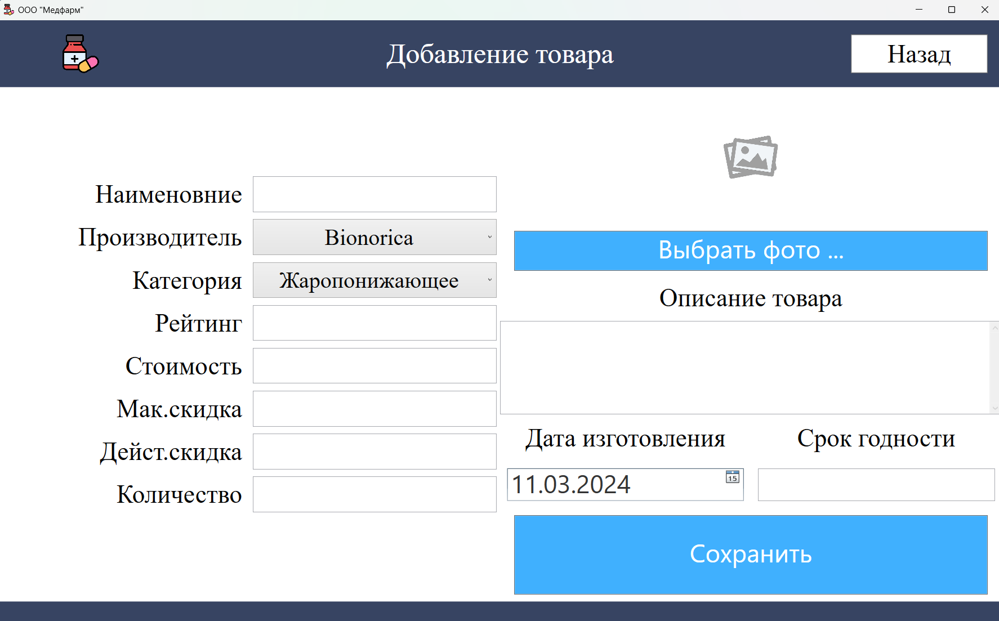 ООО "Медфарм"
Добавление товара
Назад
Наименовние
Производитель
Bionorica
Категория
Жаропонижающее
Рейтинг
Стоимость
Мак.скидка
Дейст.скидка
Количество
Выбрать фото ...
Описание товара
Дата изготовления
Срок годности
11.03.2024
15
Сохранить